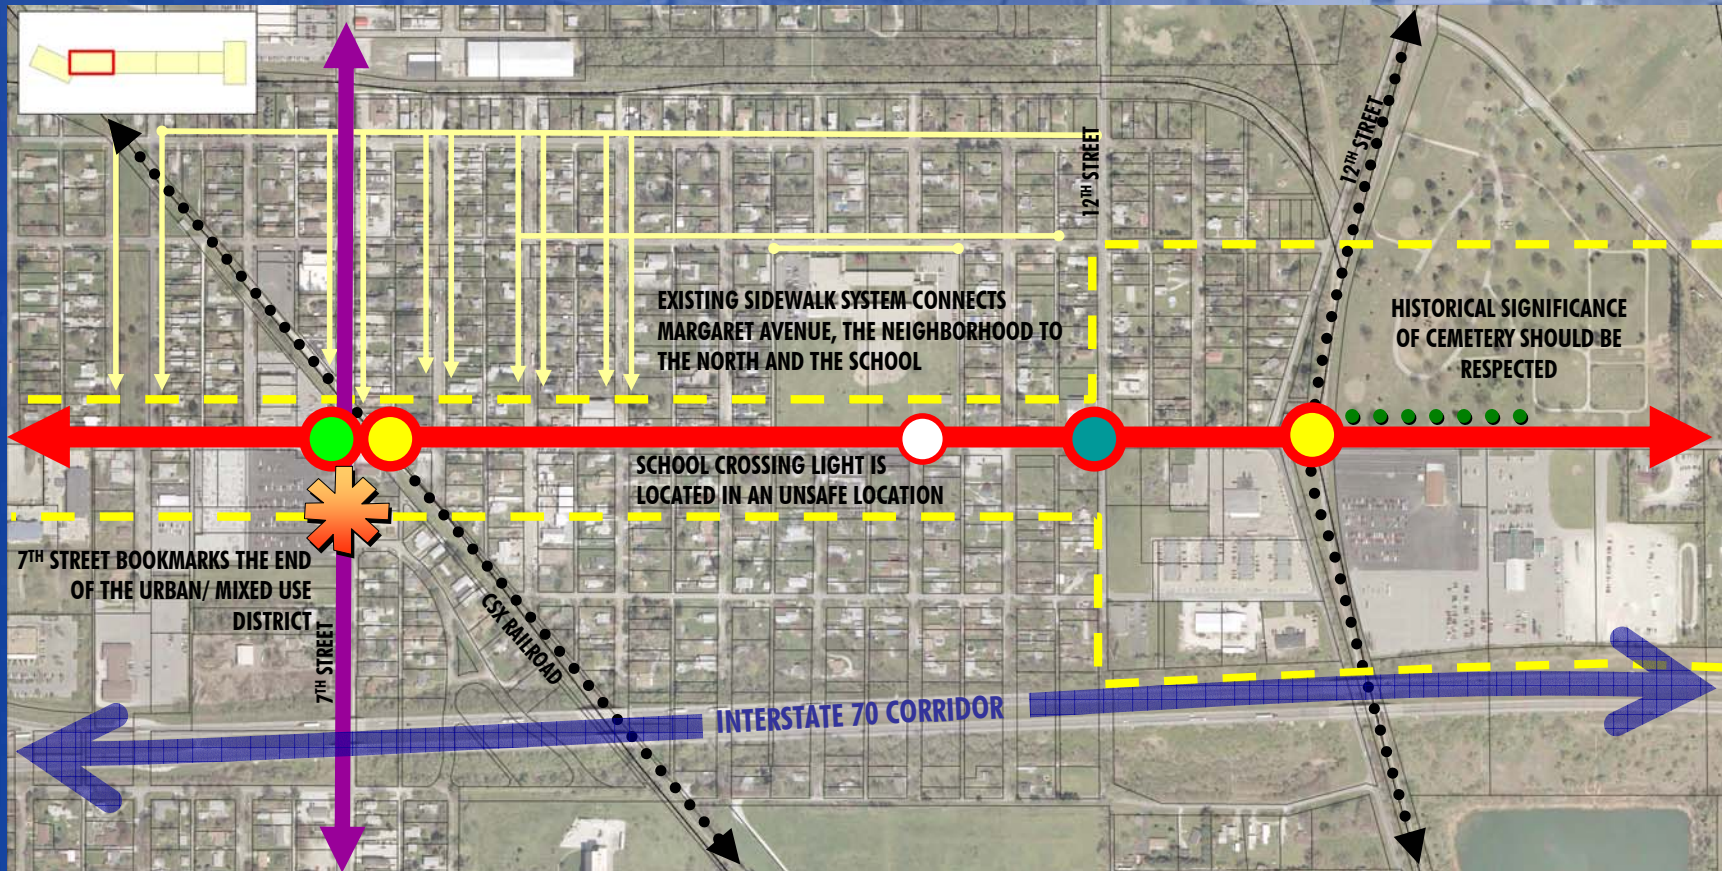 12TH STREET
12TH STREET
EXISTING SIDEWALK SYSTEM CONNECTS
MARGARET AVENUE, THE NEIGHBORHOOD TO
THE NORTH AND THE SCHOOL
HISTORICAL SIGNIFICANCE
OF CEMETERY SHOULD BE
RESPECTED
SCHOOL CROSSING LIGHT IS
LOCATED IN AN UNSAFE LOCATION
7TH STREET BOOKMARKS THE END
OF THE URBAN/ MIXED USE
DISTRICT
7TH STREET
CSX RAILROAD
INTERSTATE 70 CORRIDOR